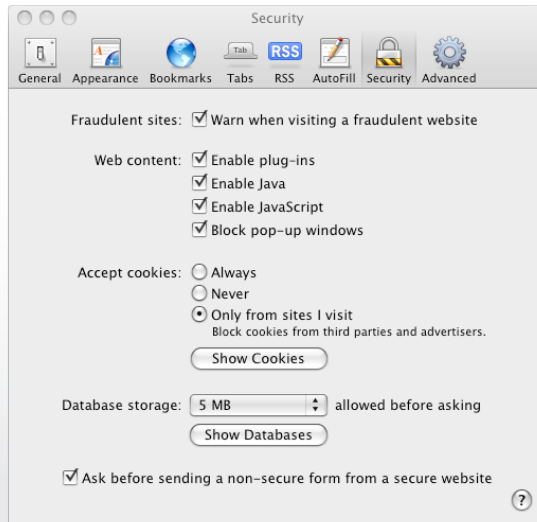 Security
Tab
RSS
General Appearance Bookmarks Tabs RSS AutoFill Security Advanced
Fraudulent sites: Warn when visiting a fraudulent website
Web content: Enable plug-ins
Enable Java
Enable JavaScript
Block pop-up windows
Accept cookies: Always
Never
Only from sites I visit
Block cookies from third parties and advertisers.
Show Cookies
Database storage: 5 MB allowed before asking
Show Databases
Ask before sending a non-secure form from a secure website
?